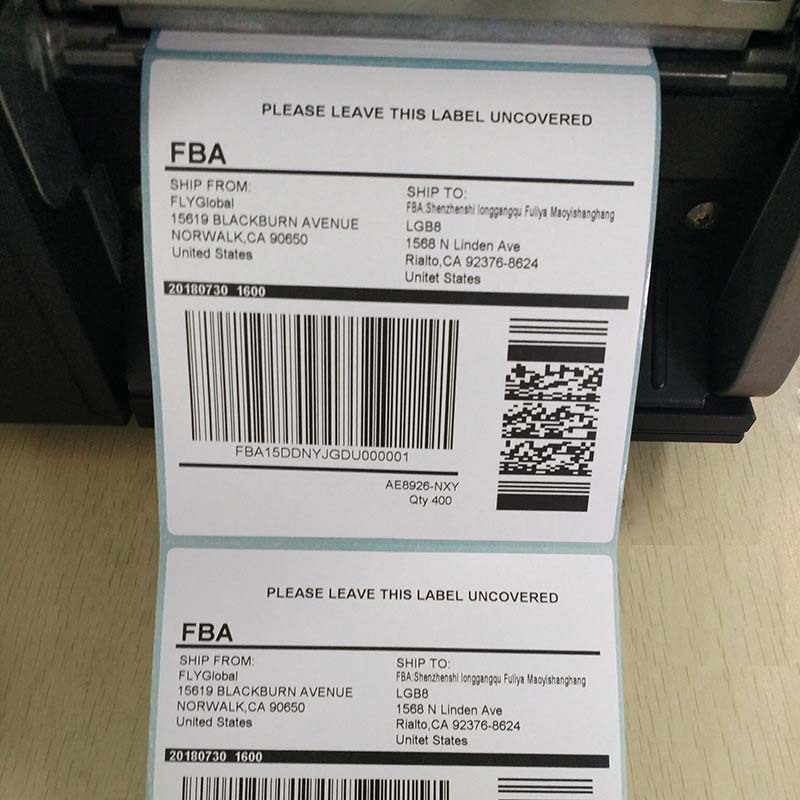 PLEASE LEAVE THIS LABEL UNCOVERED
FBA
SHIP FROM:
FLYGlobal
15619 BLACKBURN AVENUE
NORWALK,CA 90650
United States
SHIP TO:
FBA:Shenzhenshi longgangqu Fuliya Maoyishanghang
LGB8
1568 N Linden Ave
Rialto,CA 92376-8624
Unitet States
20180730 1600
FBA15DDNYJGDU000001
AE8926-NXY
Qty 400
PLEASE LEAVE THIS LABEL UNCOVERED
FBA
SHIP FROM:
FLYGlobal
15619 BLACKBURN AVENUE
NORWALK,CA 90650
United States
SHIP TO:
FBA:Shenzhenshi longgangqu Fuliya Maoyishanghang
LGB8
1568 N Linden Ave
Rialto,CA 92376-8624
Unitet States
20180730 1600